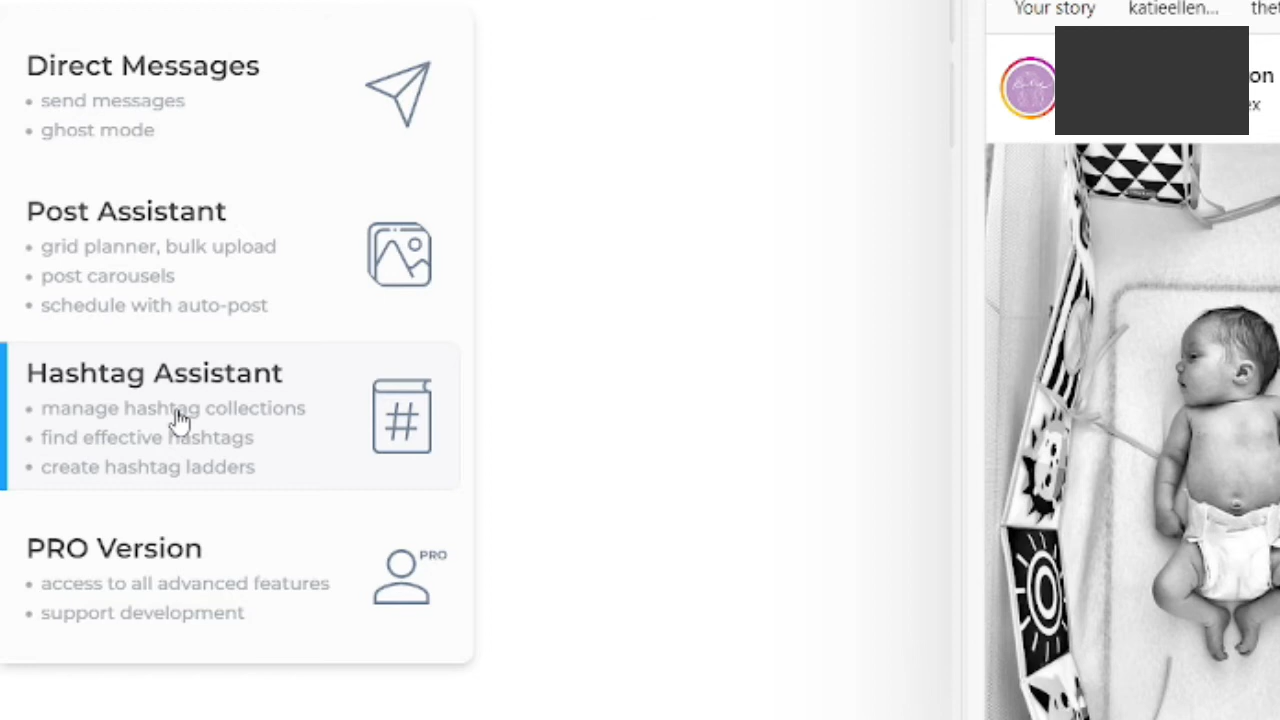 Direct Messages
• send messages
• ghost mode
Post Assistant
• grid planner, bulk upload
• post carousels
• schedule with auto-post
Hashtag Assistant
• manage hashtag collections
• find effective hashtags
• create hashtag ladders
#
PRO Version
PRO
• access to all advanced features
• support development
Your story katieellen...